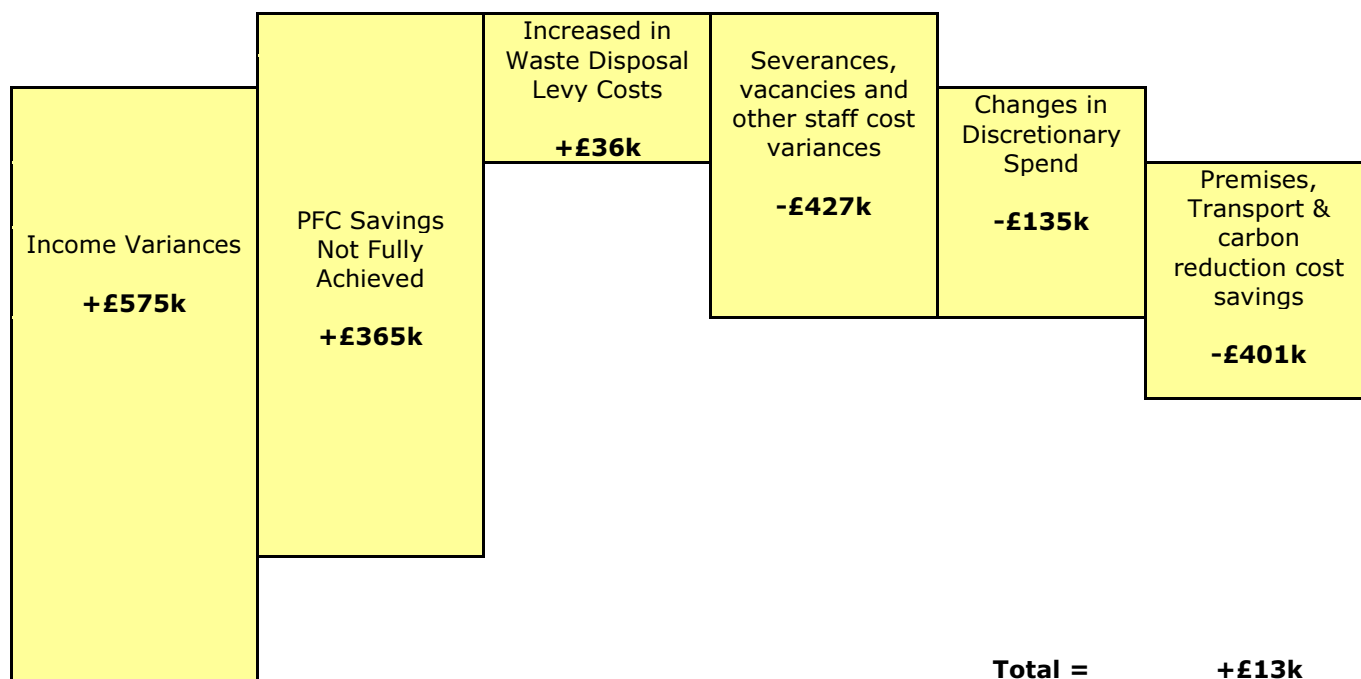 Income Variances
+£575k
PFC Savings
Not Fully
Achieved
+£365k
Increased in
Waste Disposal
Levy Costs
+£36k
Severances,
vacancies and
other staff cost
variances
-£427k
Changes in
Discretionary
Spend
-£135k
Premises,
Transport &
carbon
reduction cost
savings
-£401k
Total = +£13k